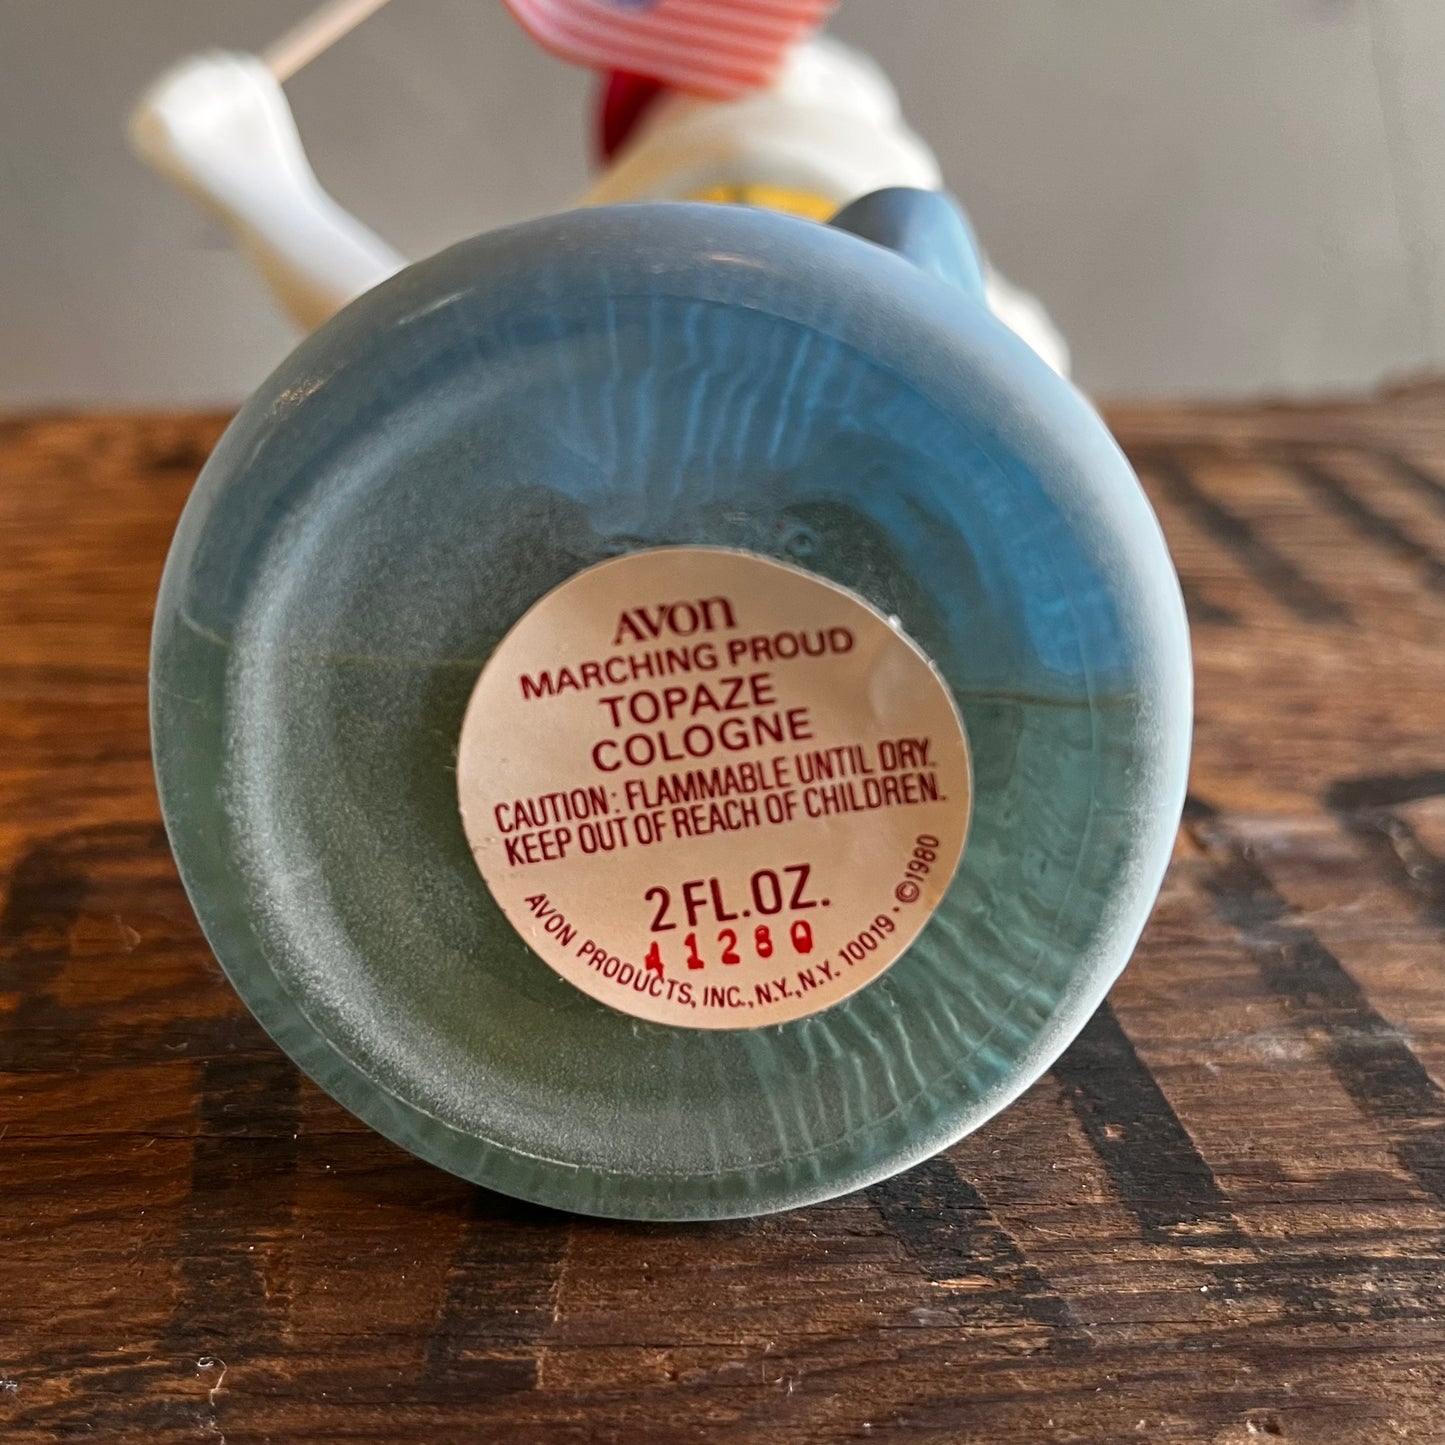 AVON
MARCHING PROUD
TOPAZE
COLOGNE
CAUTION: FLAMMABLE UNTIL DRY.
KEEP OUT OF REACH OF CHILDREN.
2 FL.OZ.
41280
AVON PRODUCTS, INC., N.Y., N.Y. 10019 · ©1980